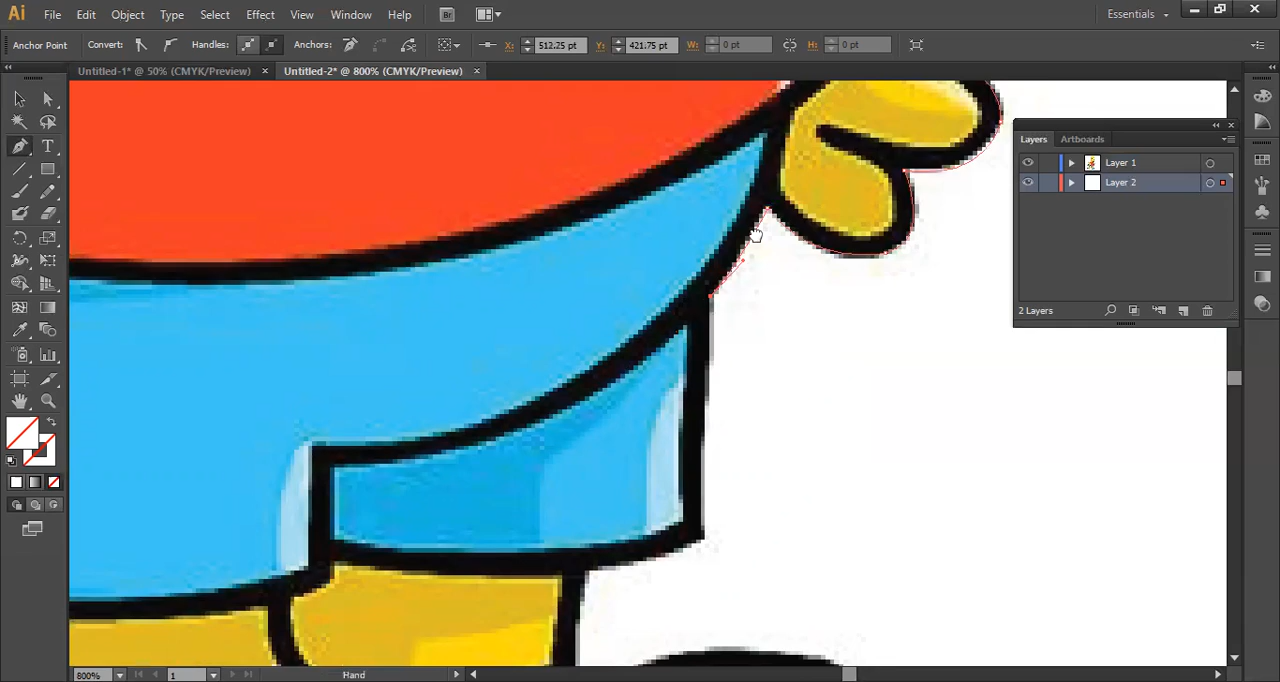 Ai File Edit Object Type Select Effect View Window Help Br Essentials
Anchor Point Convert: Handles: Anchors: X: 512.25 pt Y: 421.75 pt W: 0 pt H: 0 pt
Untitled-1* @ 50% (CMYK/Preview) × Untitled-2* @ 800% (CMYK/Preview) ×
Layers Artboards
Layer 1
Layer 2
2 Layers
800% 1 Hand